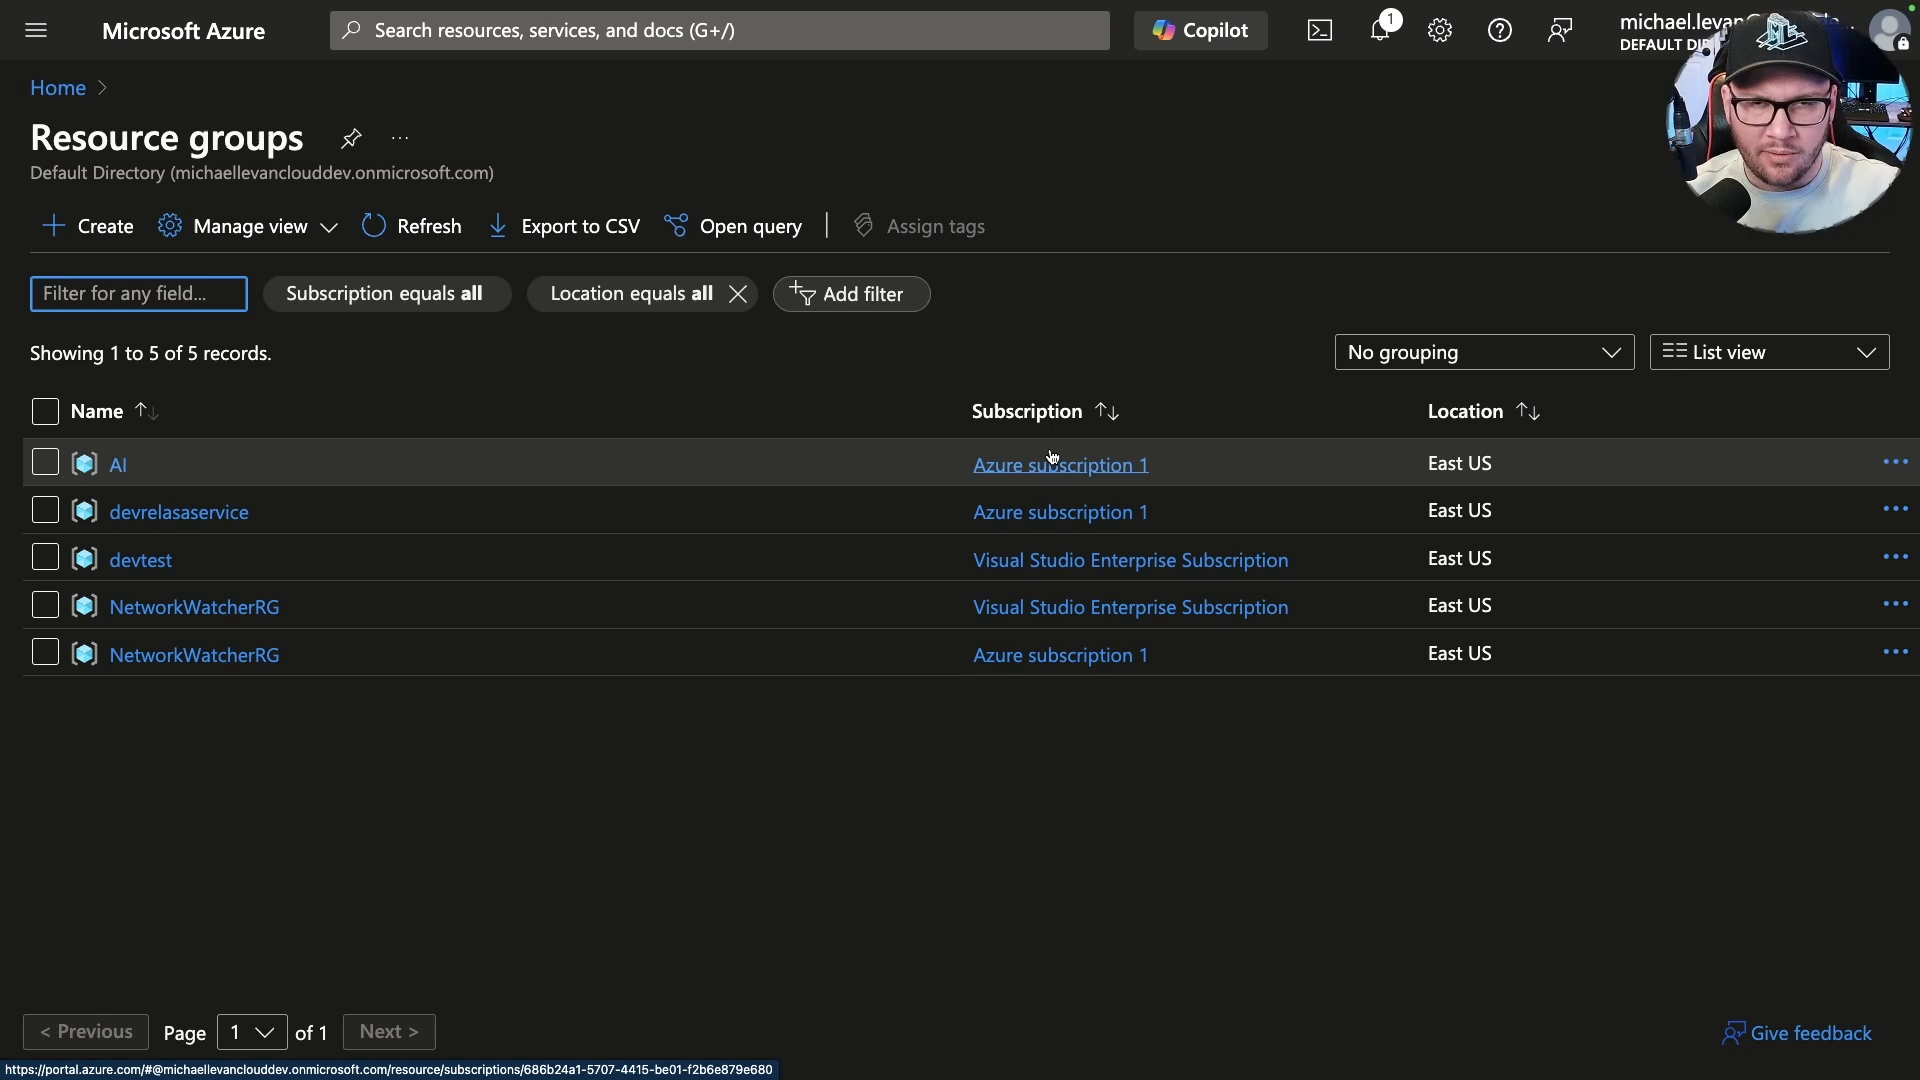 Microsoft Azure
Search resources, services, and docs (G+/)
Copilot
1
DEFAULT
Home
Resource groups
Default Directory (michaellevanclouddev.onmicrosoft.com)
Create
Manage view
Refresh
Export to CSV
Open query
Assign tags
Filter for any field...
Subscription equals all
Location equals all
Add filter
Showing 1 to 5 of 5 records.
No grouping
List view
Name
Subscription
Location
AI
Azure subscription 1
East US
devrelasaservice
Azure subscription 1
East US
devtest
Visual Studio Enterprise Subscription
East US
NetworkWatcherRG
Visual Studio Enterprise Subscription
East US
NetworkWatcherRG
Azure subscription 1
East US
< Previous
Page
1
of 1
Next >
Give feedback
https://portal.azure.com/#@michaellevanclouddev.onmicrosoft.com/resource/subscriptions/686b24a1-5707-4415-be01-f2b6e879e680